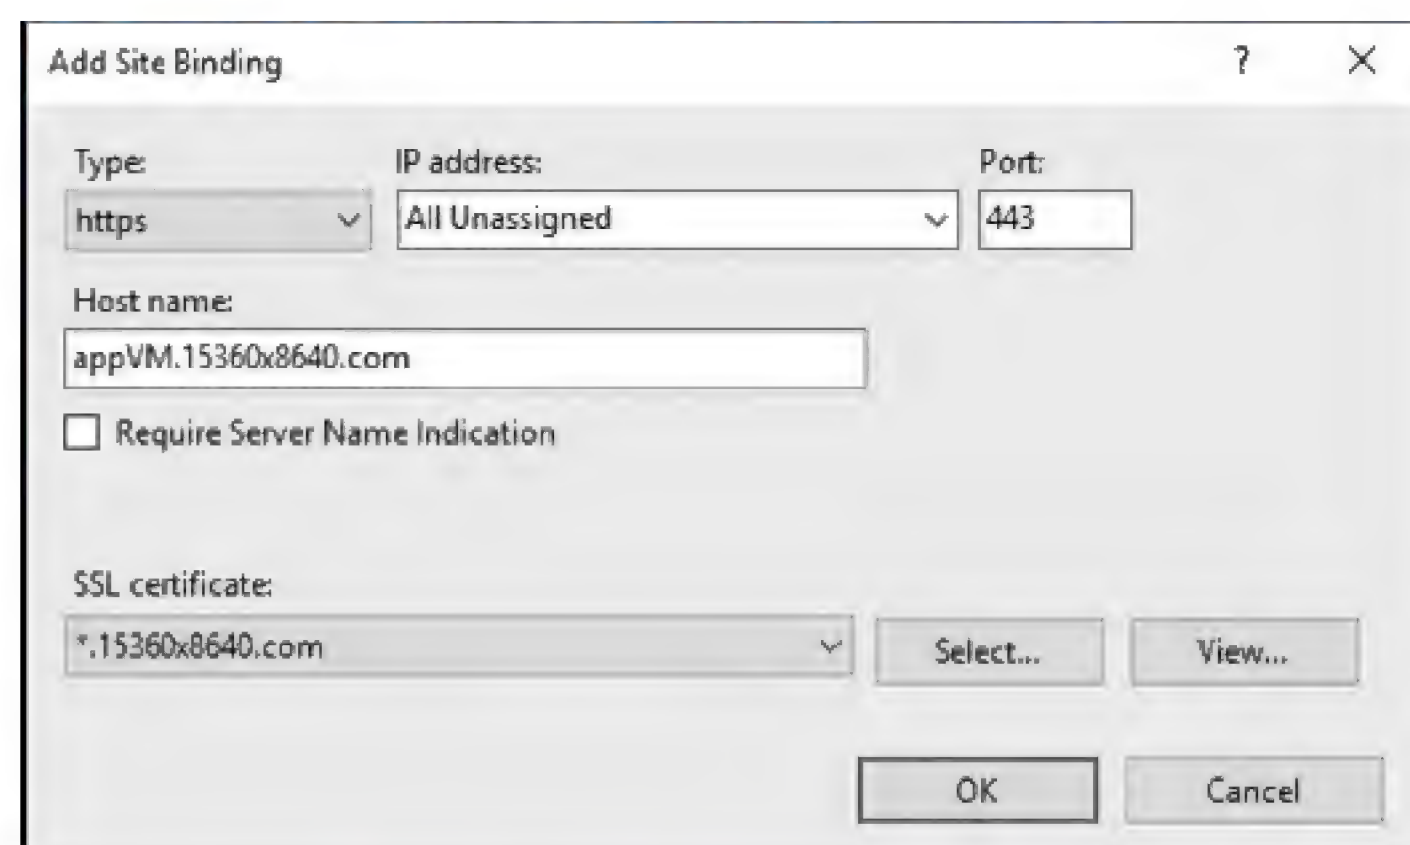 Add Site Binding ?
Type: IP address: Port:
https All Unassigned 443
Host name:
appVM.15360x8640.com
Require Server Name Indication
SSL certificate:
*.15360x8640.com Select... View...
OK Cancel